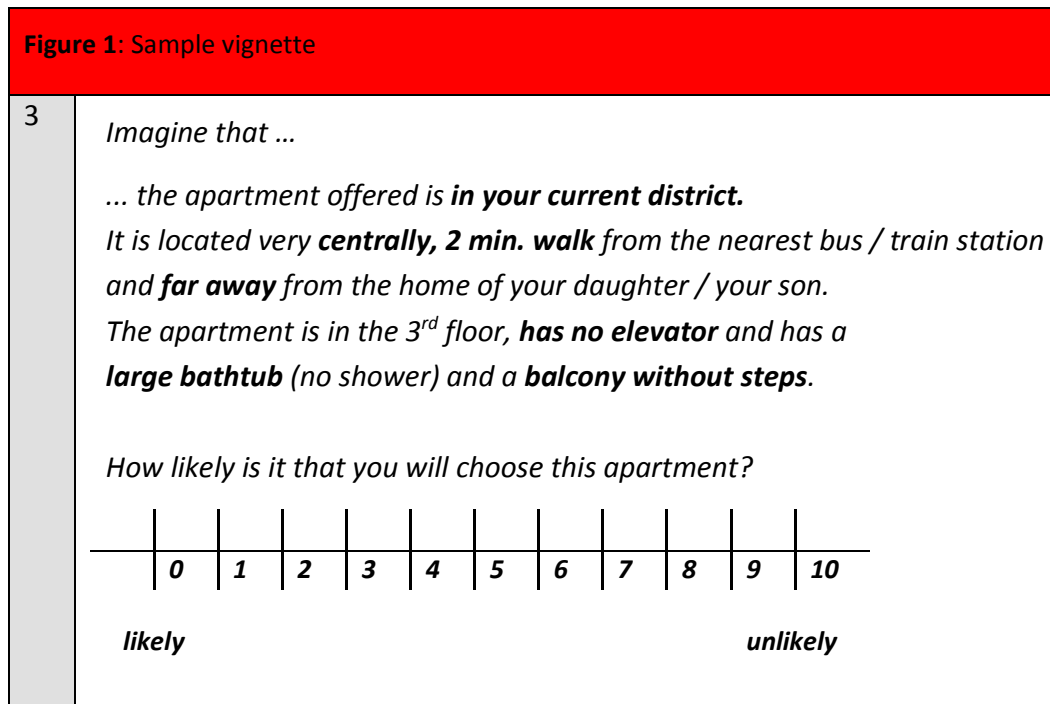 Figure 1: Sample vignette
3
Imagine that …
... the apartment offered is in your current district.
It is located very centrally, 2 min. walk from the nearest bus / train station
and far away from the home of your daughter / your son.
The apartment is in the 3rd floor, has no elevator and has a
large bathtub (no shower) and a balcony without steps.
How likely is it that you will choose this apartment?
0 1 2 3 4 5 6 7 8 9 10
likely unlikely